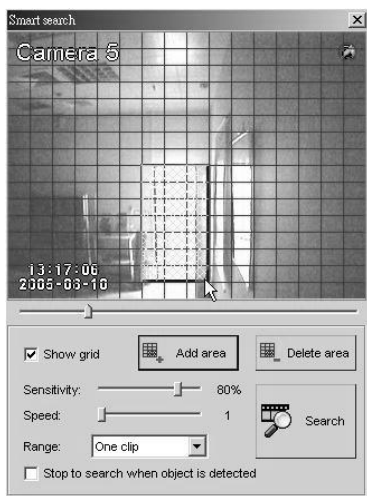 Smart search
Camera 5
13:17:06
2005-03-10
Show grid
Add area
Delete area
Sensitivity:
80%
Speed:
1
Search
Range:
One clip
Stop to search when object is detected